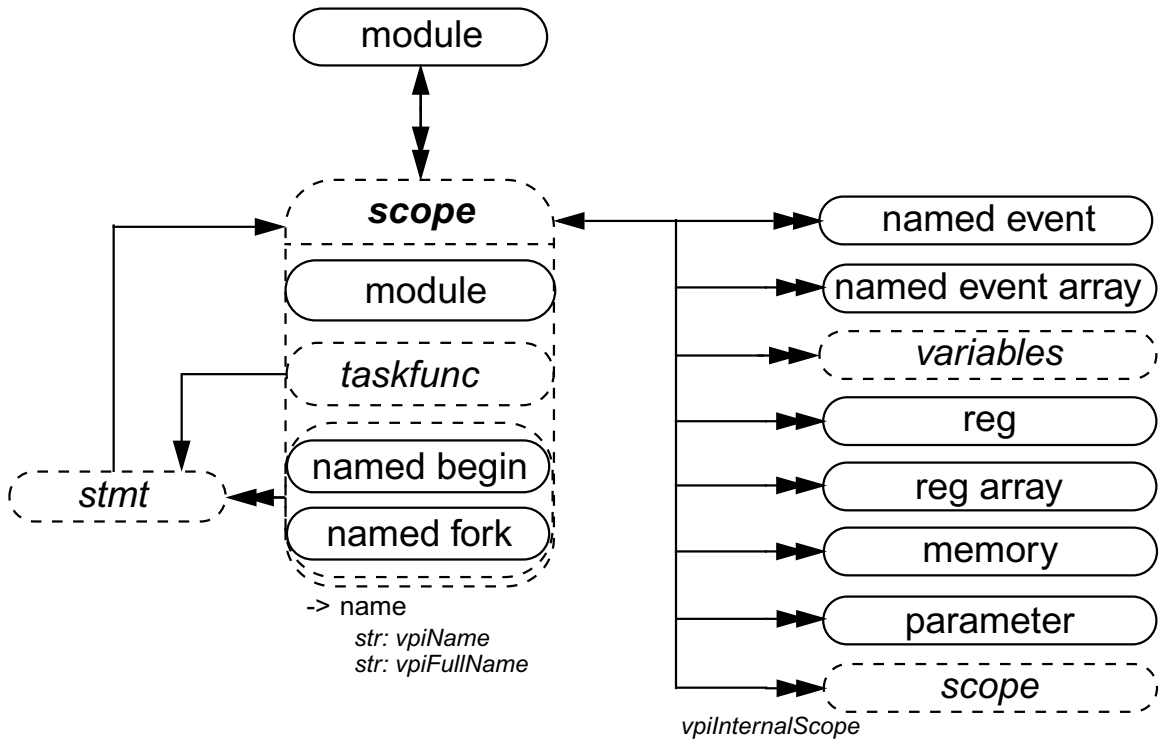 module
scope
module
taskfunc
named begin
named fork
stmt
-> name
str: vpiName
str: vpiFullName
named event
named event array
variables
reg
reg array
memory
parameter
scope
vpiInternalScope